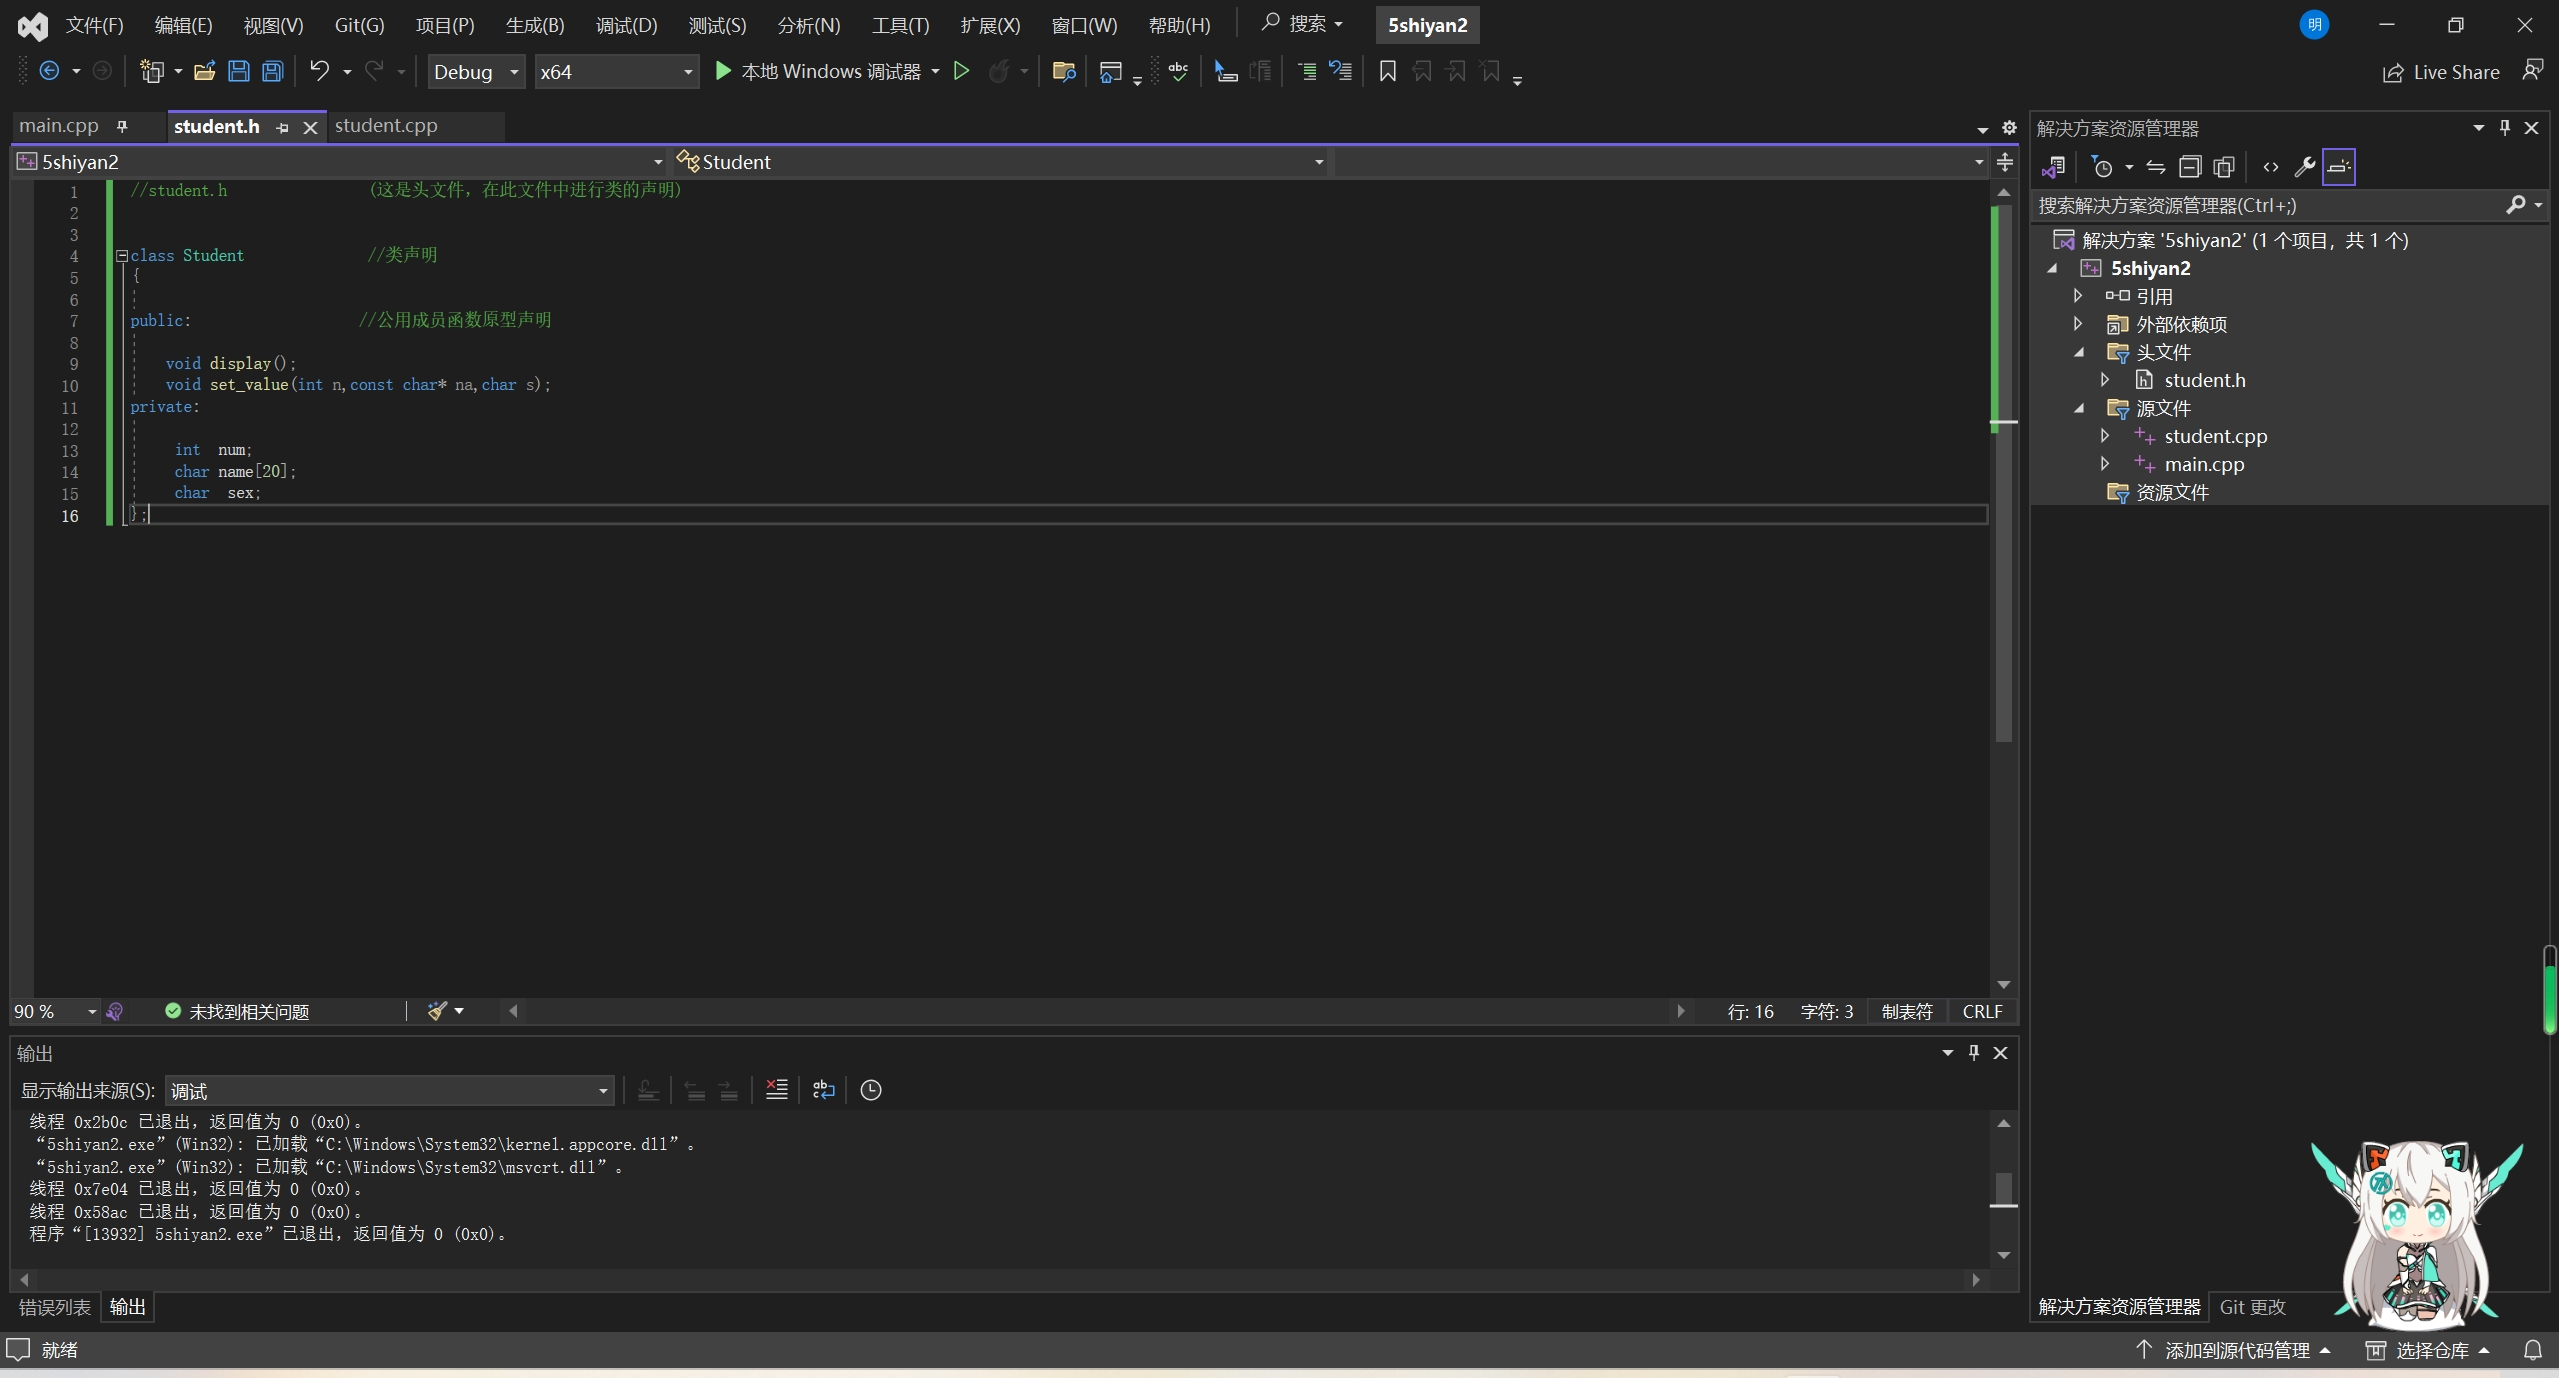 文件(F) 编辑(E) 视图(V) Git(G) 项目(P) 生成(B) 调试(D) 测试(S) 分析(N) 工具(T) 扩展(X) 窗口(W) 帮助(H) 搜索 5shiyan2 明
Debug x64 本地 Windows 调试器 abc Live Share
main.cpp student.h student.cpp
5shiyan2 Student
1 //student.h (这是头文件，在此文件中进行类的声明)
2
3
4 class Student //类声明
5 {
6
7 public: //公用成员函数原型声明
8
9 void display();
10 void set_value(int n,const char* na,char s);
11 private:
12
13 int num;
14 char name[20];
15 char sex;
16 };
90 % 未找到相关问题 行: 16 字符: 3 制表符 CRLF
输出
显示输出来源(S): 调试
线程 0x2b0c 已退出，返回值为 0 (0x0)。
“5shiyan2.exe”(Win32): 已加载“C:\Windows\System32\kernel.appcore.dll”。
“5shiyan2.exe”(Win32): 已加载“C:\Windows\System32\msvcrt.dll”。
线程 0x7e04 已退出，返回值为 0 (0x0)。
线程 0x58ac 已退出，返回值为 0 (0x0)。
程序“[13932] 5shiyan2.exe”已退出，返回值为 0 (0x0)。
错误列表 输出
解决方案资源管理器
搜索解决方案资源管理器(Ctrl+;)
解决方案 '5shiyan2' (1 个项目，共 1 个)
5shiyan2
引用
外部依赖项
头文件
student.h
源文件
student.cpp
main.cpp
资源文件
解决方案资源管理器 Git 更改
就绪 添加到源代码管理 选择仓库